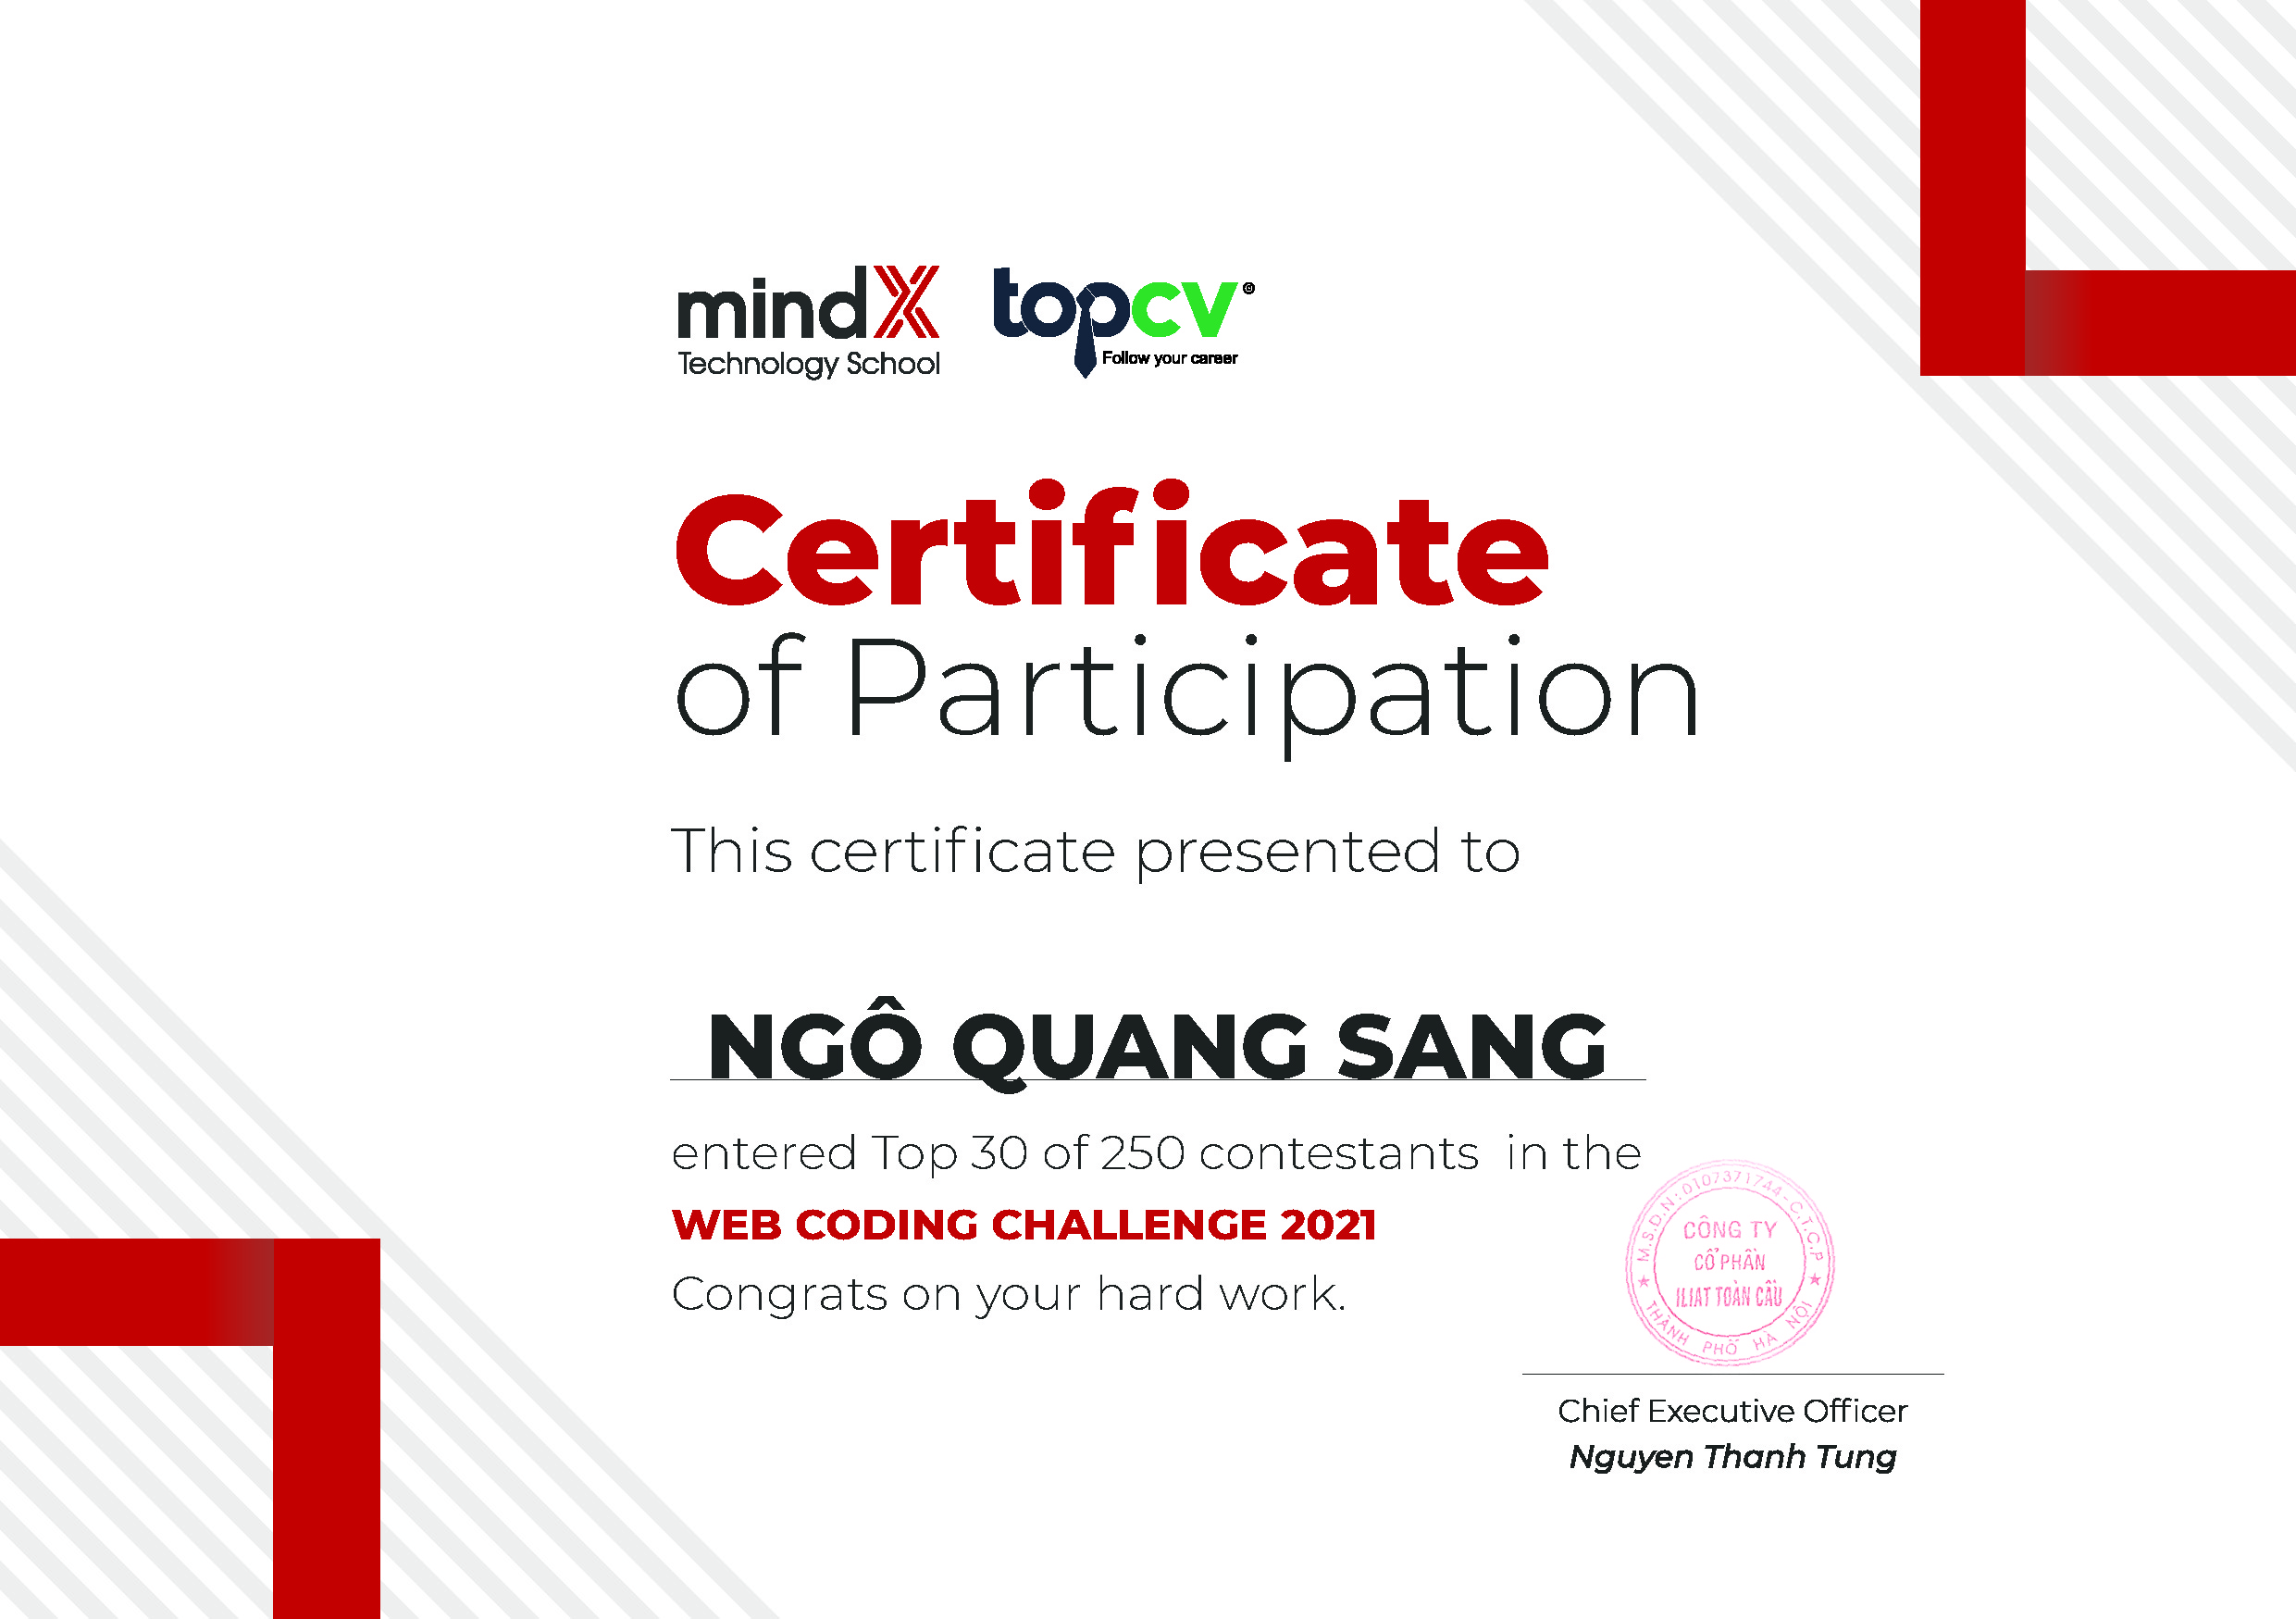 mindX
Technology School
topcv
Follow your career
Certificate
of Participation
This certificate presented to
NGÔ QUANG SANG
entered Top 30 of 250 contestants in the
WEB CODING CHALLENGE 2021
Congrats on your hard work.
M.S.D.N: 0107371744 - C.T.C.P
CÔNG TY
CỔ PHẦN
ILIAT TOÀN CẦU
THÀNH PHỐ HÀ NỘI
Chief Executive Officer
Nguyen Thanh Tung